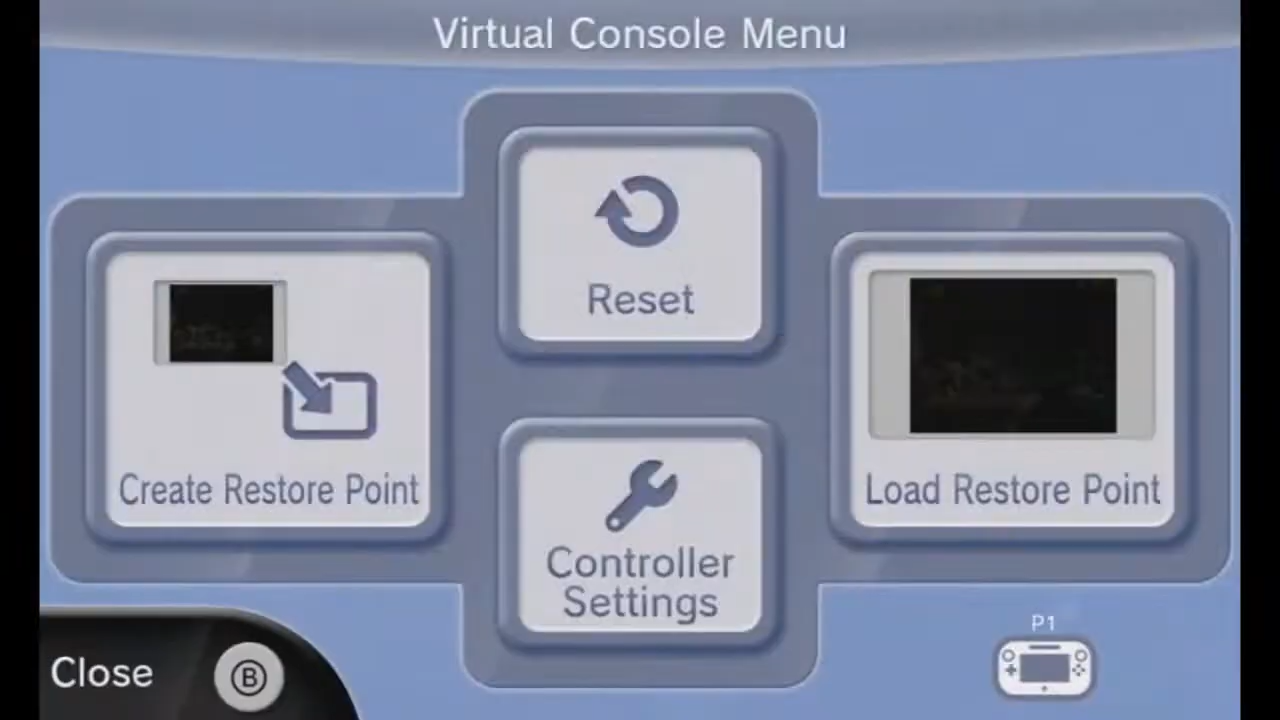 Virtual Console Menu
Reset
Create Restore Point
Load Restore Point
Controller
Settings
P1
Close B